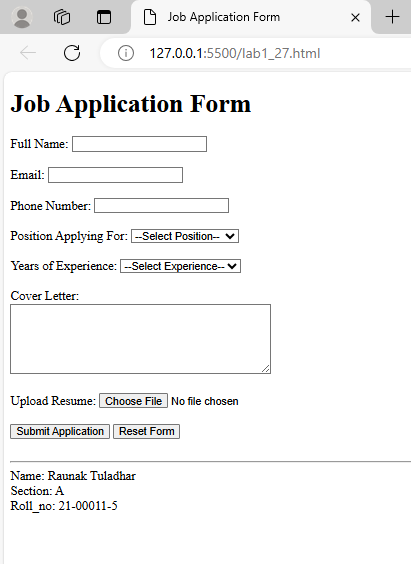 Job Application Form
127.0.0.1:5500/lab1_27.html
Job Application Form
Full Name:
Email:
Phone Number:
Position Applying For: --Select Position--
Years of Experience: --Select Experience--
Cover Letter:
Upload Resume: Choose File No file chosen
Submit Application Reset Form
Name: Raunak Tuladhar
Section: A
Roll_no: 21-00011-5